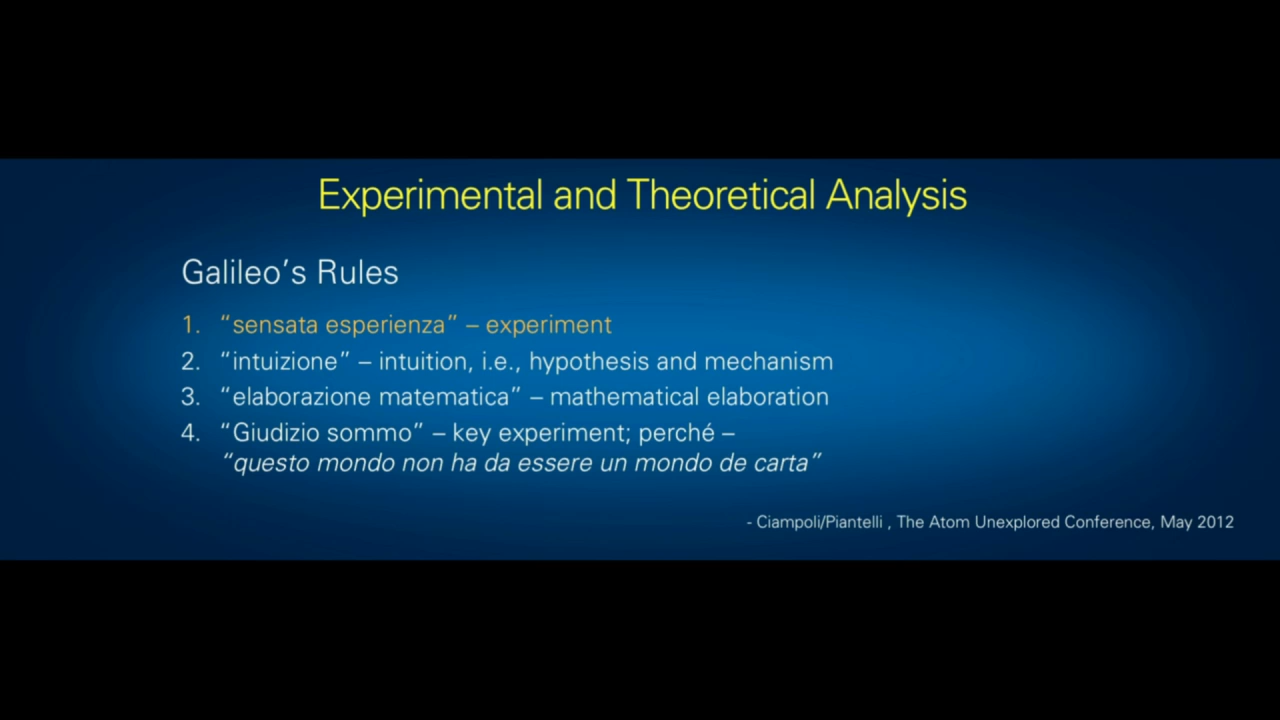 Experimental and Theoretical Analysis
Galileo’s Rules
1. “sensata esperienza” – experiment
2. “intuizione” – intuition, i.e., hypothesis and mechanism
3. “elaborazione matematica” – mathematical elaboration
4. “Giudizio sommo” – key experiment; perché –
“questo mondo non ha da essere un mondo de carta”
- Ciampoli/Piantelli , The Atom Unexplored Conference, May 2012